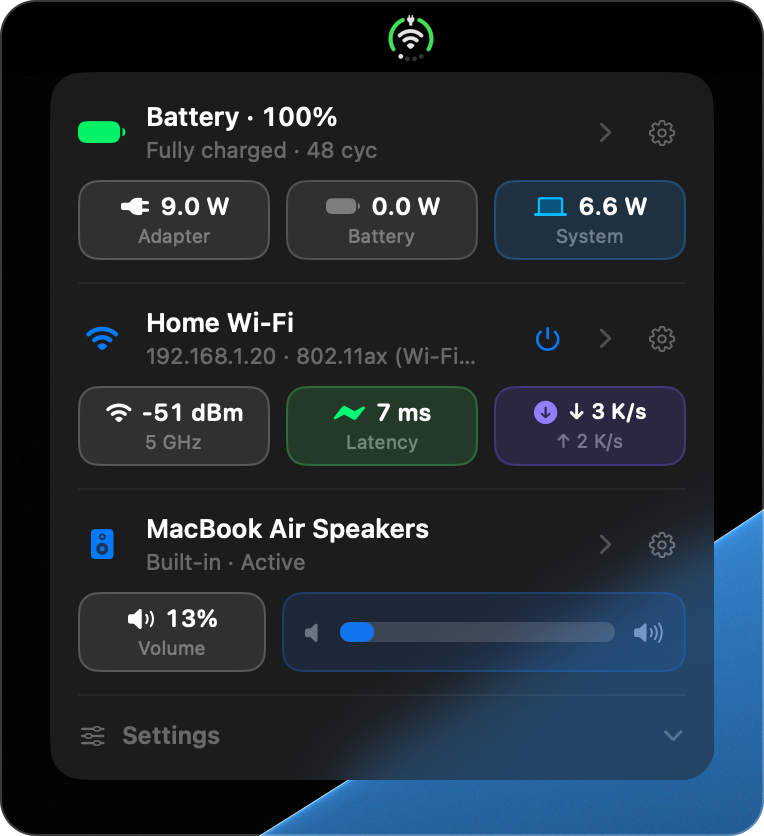 Battery · 100%
Fully charged · 48 cyc
9.0 W
Adapter
0.0 W
Battery
6.6 W
System
Home Wi-Fi
192.168.1.20 · 802.11ax (Wi-Fi...
-51 dBm
5 GHz
7 ms
Latency
↓ 3 K/s
↑ 2 K/s
MacBook Air Speakers
Built-in · Active
13%
Volume
Settings